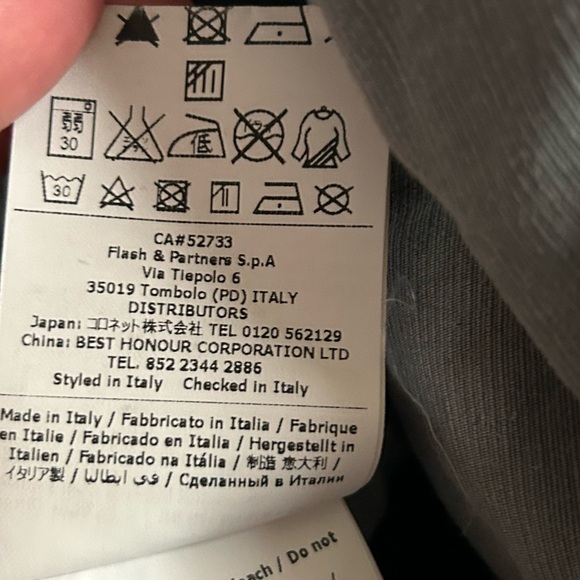 弱
30
低
30
CA#52733
Flash & Partners S.p.A
Via Tiepolo 6
35019 Tombolo (PD) ITALY
DISTRIBUTORS
Japan: コロネット株式会社 TEL 0120 562129
China: BEST HONOUR CORPORATION LTD
TEL. 852 2344 2886
Styled in Italy Checked in Italy
Made in Italy / Fabbricato in Italia / Fabrique
en Italie / Fabricado en Italia / Hergestellt in
Italien / Fabricado na Itália / 制造 意大利 /
イタリア製 / في ايطاليا / Сделанный в Италии
/ Do not